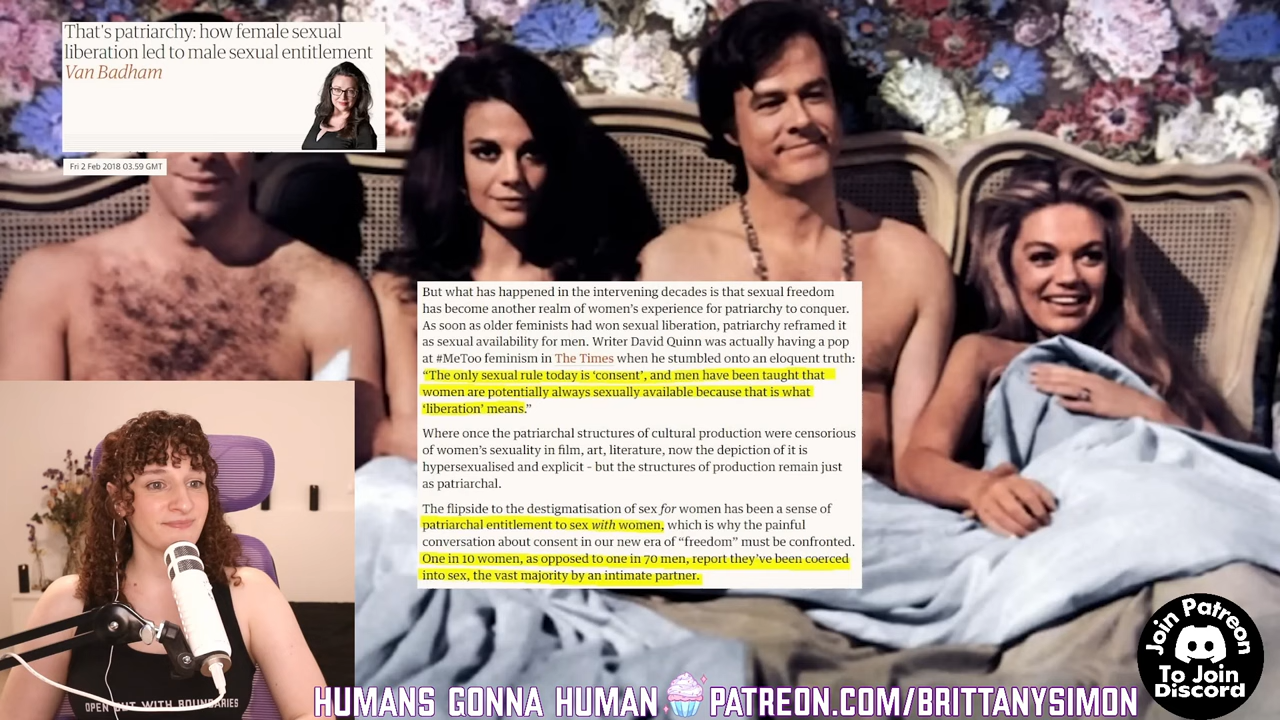 That's patriarchy: how female sexual
liberation led to male sexual entitlement
Van Badham
Fri 2 Feb 2018 03.59 GMT
But what has happened in the intervening decades is that sexual freedom
has become another realm of women's experience for patriarchy to conquer.
As soon as older feminists had won sexual liberation, patriarchy reframed it
as sexual availability for men. Writer David Quinn was actually having a pop
at #MeToo feminism in The Times when he stumbled onto an eloquent truth:
“The only sexual rule today is ‘consent’, and men have been taught that
women are potentially always sexually available because that is what
‘liberation’ means.”
Where once the patriarchal structures of cultural production were censorious
of women's sexuality in film, art, literature, now the depiction of it is
hypersexualised and explicit - but the structures of production remain just
as patriarchal.
The flipside to the destigmatisation of sex for women has been a sense of
patriarchal entitlement to sex with women, which is why the painful
conversation about consent in our new era of “freedom” must be confronted.
One in 10 women, as opposed to one in 70 men, report they've been coerced
into sex, the vast majority by an intimate partner.
OPEN BUT WITH BOUNDARIES
Join Patreon
To Join
Discord
HUMANS GONNA HUMAN PATREON.COM/BRITTANYSIMON